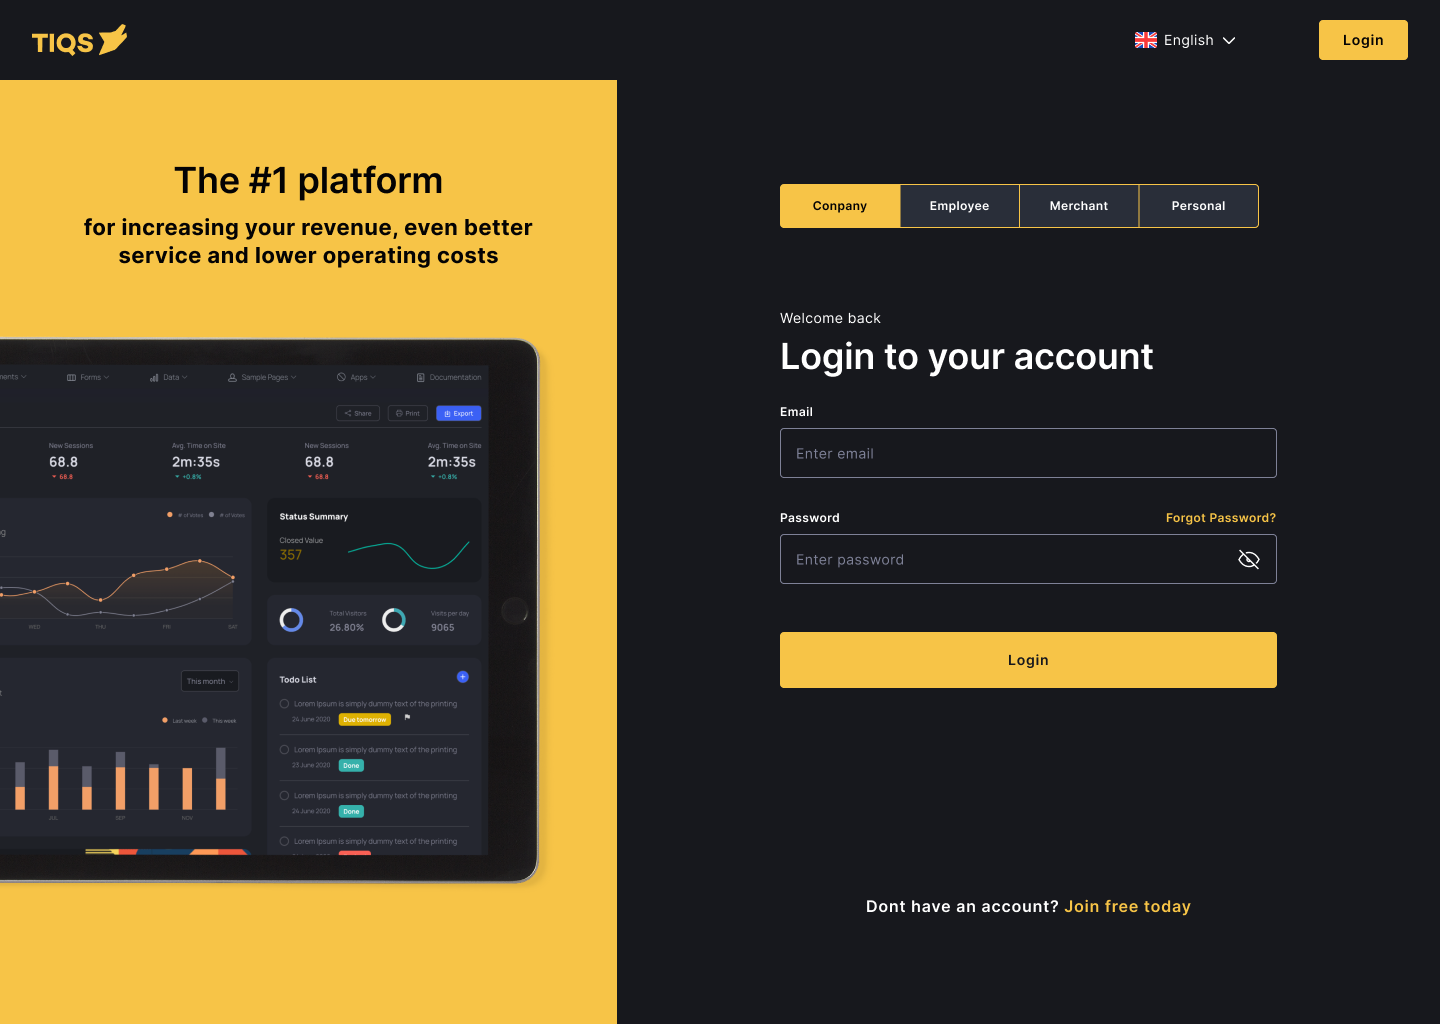 TIQS
English
Login
The #1 platform
for increasing your revenue, even better
service and lower operating costs
Conpany
Employee
Merchant
Personal
Welcome back
Login to your account
Email
Enter email
Password
Forgot Password?
Enter password
Login
Dont have an account? Join free today
ments
Forms
Data
Sample Pages
Apps
Documentation
Share
Print
Export
New Sessions
68.8
68.8
Avg. Time on Site
2m:35s
+0.8%
New Sessions
68.8
68.8
Avg. Time on Site
2m:35s
+0.8%
# of Votes
# of Votes
ng
WED
THU
FRI
SAT
Status Summary
Closed Value
357
Total Visitors
26.80%
Visits per day
9065
This month
Last week
This week
JUL
SEP
NOV
Todo List
Lorem Ipsum is simply dummy text of the printing
24 June 2020
Due tomorrow
Lorem Ipsum is simply dummy text of the printing
23 June 2020
Done
Lorem Ipsum is simply dummy text of the printing
24 June 2020
Done
Lorem Ipsum is simply dummy text of the printing